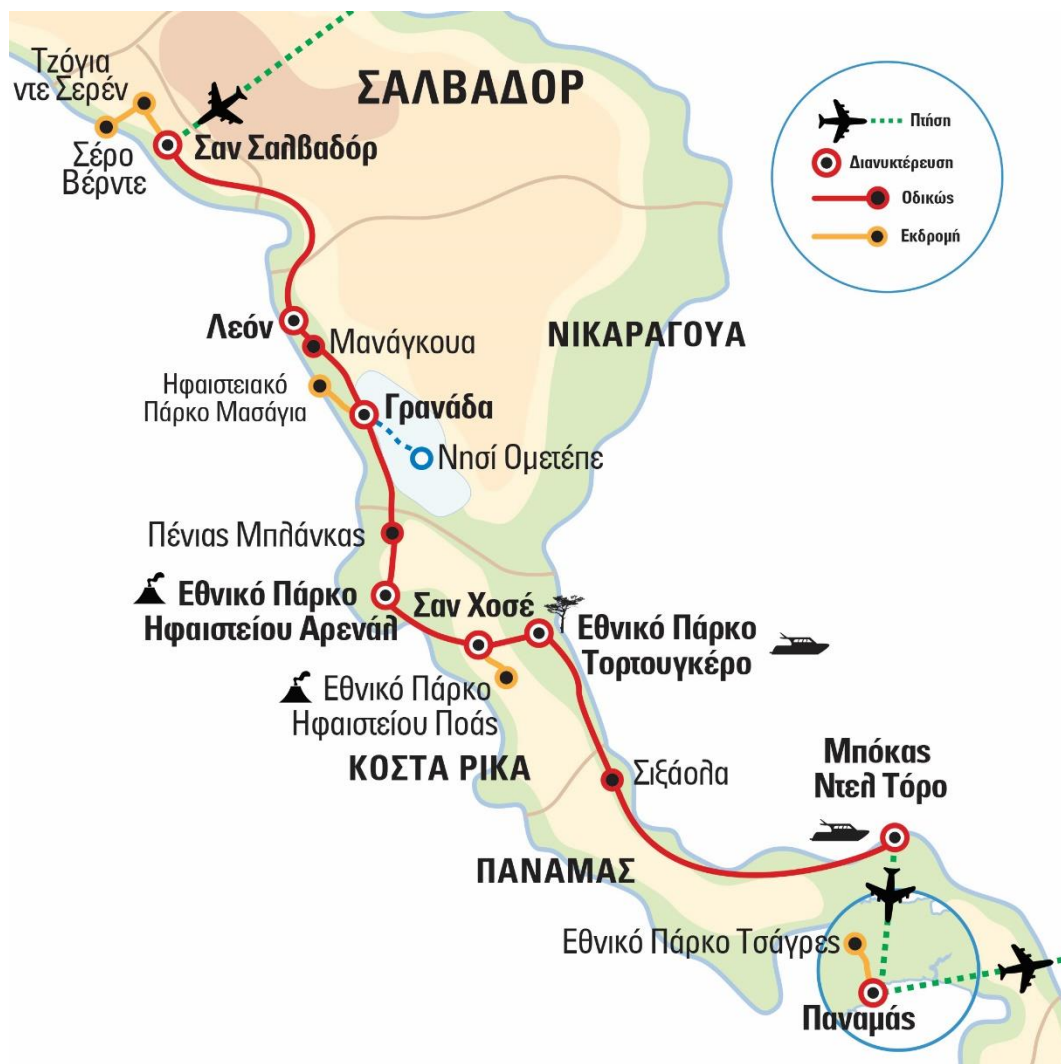 Τζόγια
ντε Σερέν
ΣΑΛΒΑΔΟΡ
Πτήση
Διανυκτέρευση
Οδικώς
Εκδρομή
Σέρο
Βέρντε
Σαν Σαλβαδόρ
Λεόν
Μανάγκουα
ΝΙΚΑΡΑΓΟΥΑ
Ηφαιστειακό
Πάρκο Μασάγια
Γρανάδα
Νησί Ομετέπε
Πένιας Μπλάνκας
Εθνικό Πάρκο
Ηφαιστείου Αρενάλ
Σαν Χοσέ
Εθνικό Πάρκο
Τορτουγκέρο
Εθνικό Πάρκο
Ηφαιστείου Ποάς
ΚΟΣΤΑ ΡΙΚΑ
Σιξάολα
Μπόκας
Ντελ Τόρο
ΠΑΝΑΜΑΣ
Εθνικό Πάρκο Τσάγρες
Παναμάς